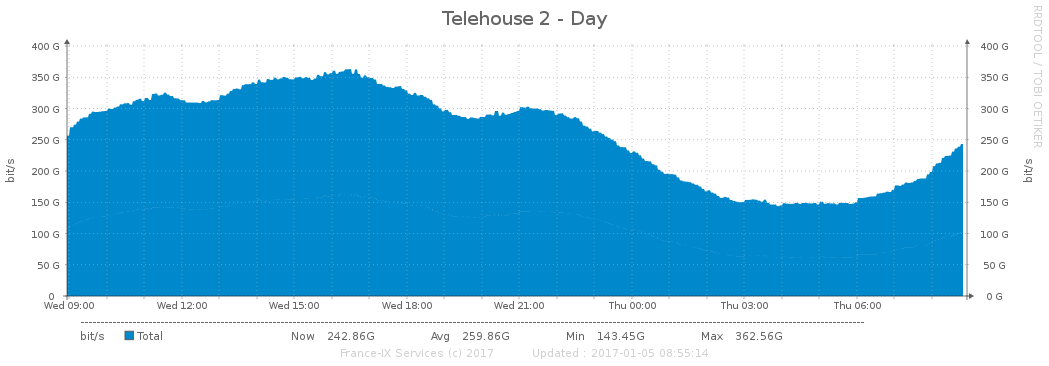 Telehouse 2 - Day
RRDTOOL / TOBI OETIKER
bit/s
400 G 400 G
350 G 350 G
300 G 300 G
250 G 250 G
200 G 200 G
150 G 150 G
100 G 100 G
50 G 50 G
0 0 G
bit/s
Wed 09:00 Wed 12:00 Wed 15:00 Wed 18:00 Wed 21:00 Thu 00:00 Thu 03:00 Thu 06:00
bit/s Total Now 242.86G Avg 259.86G Min 143.45G Max 362.56G
France-IX Services (c) 2017 Updated : 2017-01-05 08:55:14